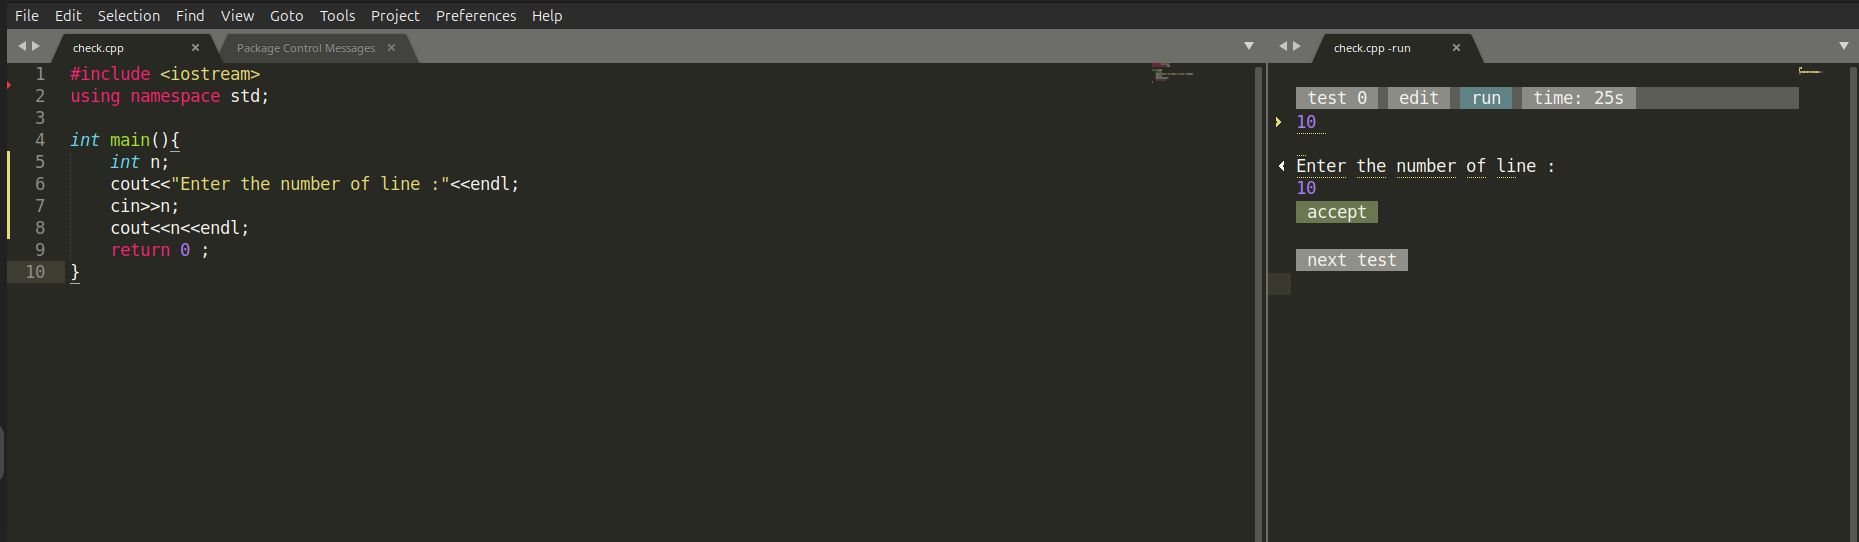 File Edit Selection Find View Goto Tools Project Preferences Help
check.cpp × Package Control Messages ×
1 #include <iostream>
2 using namespace std;
3
4 int main(){
5     int n;
6     cout<<"Enter the number of line :"<<endl;
7     cin>>n;
8     cout<<n<<endl;
9     return 0 ;
10 }
check.cpp -run ×
test 0 edit run time: 25s
10
Enter the number of line :
10
accept
next test